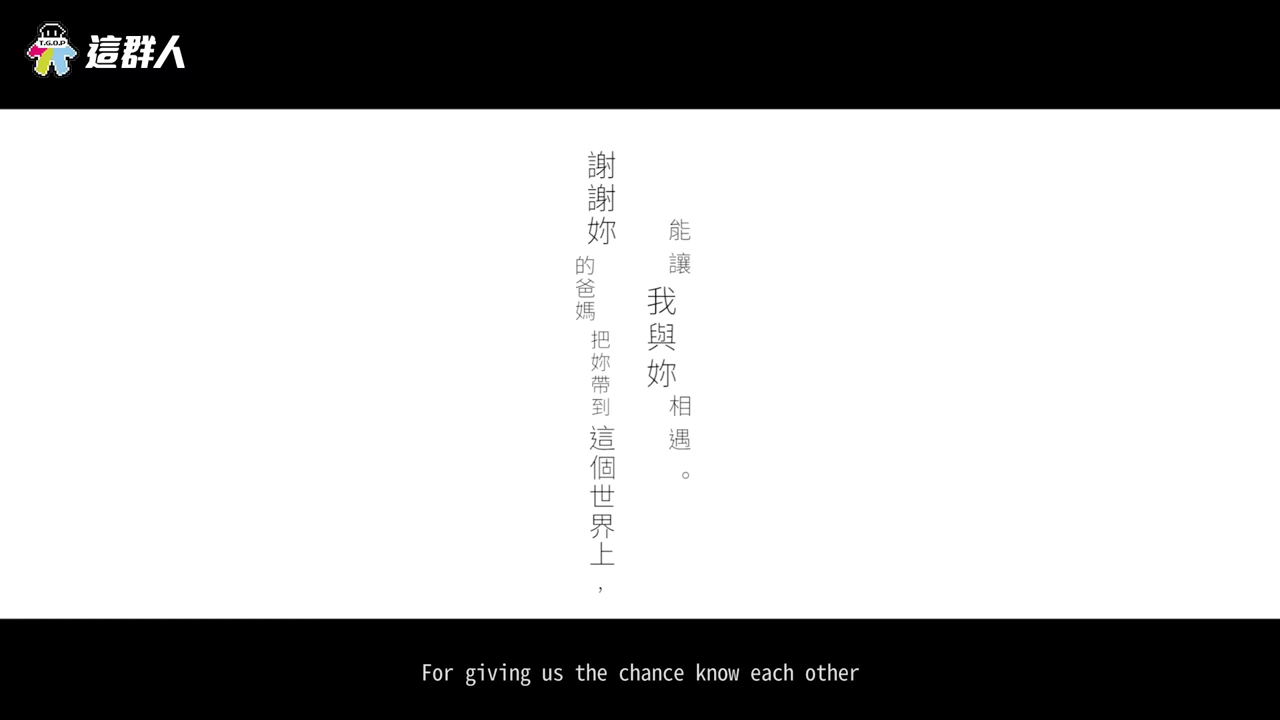 T.G.O.P
這群人
謝謝妳的爸媽把妳帶到這個世界上，
能讓我與妳相遇。
For giving us the chance know each other